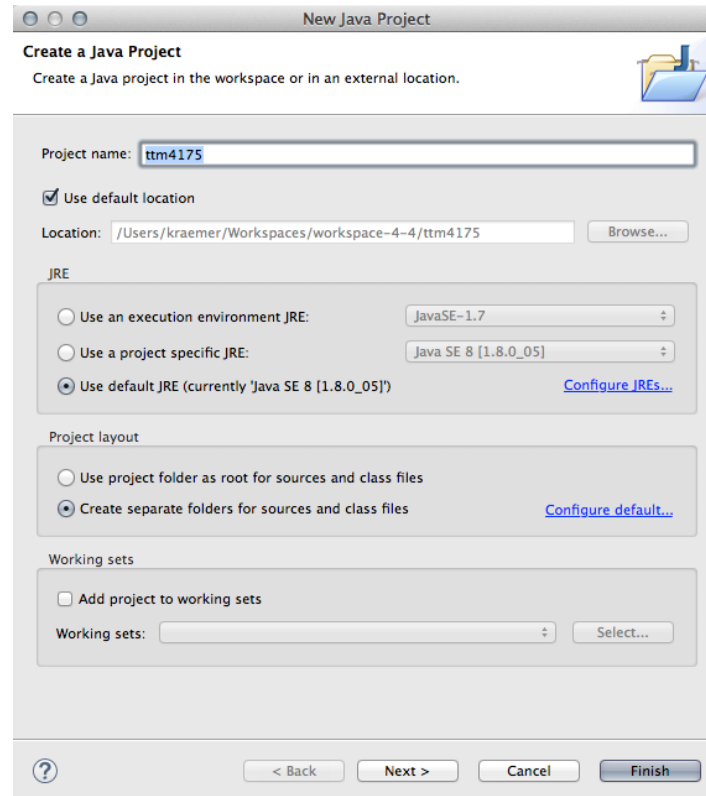 New Java Project
Create a Java Project
Create a Java project in the workspace or in an external location.
Project name: ttm4175
Use default location
Location: /Users/kraemer/Workspaces/workspace-4-4/ttm4175 Browse...
JRE
Use an execution environment JRE: JavaSE-1.7
Use a project specific JRE: Java SE 8 [1.8.0_05]
Use default JRE (currently 'Java SE 8 [1.8.0_05]') Configure JREs...
Project layout
Use project folder as root for sources and class files
Create separate folders for sources and class files Configure default...
Working sets
Add project to working sets
Working sets: Select...
? < Back Next > Cancel Finish